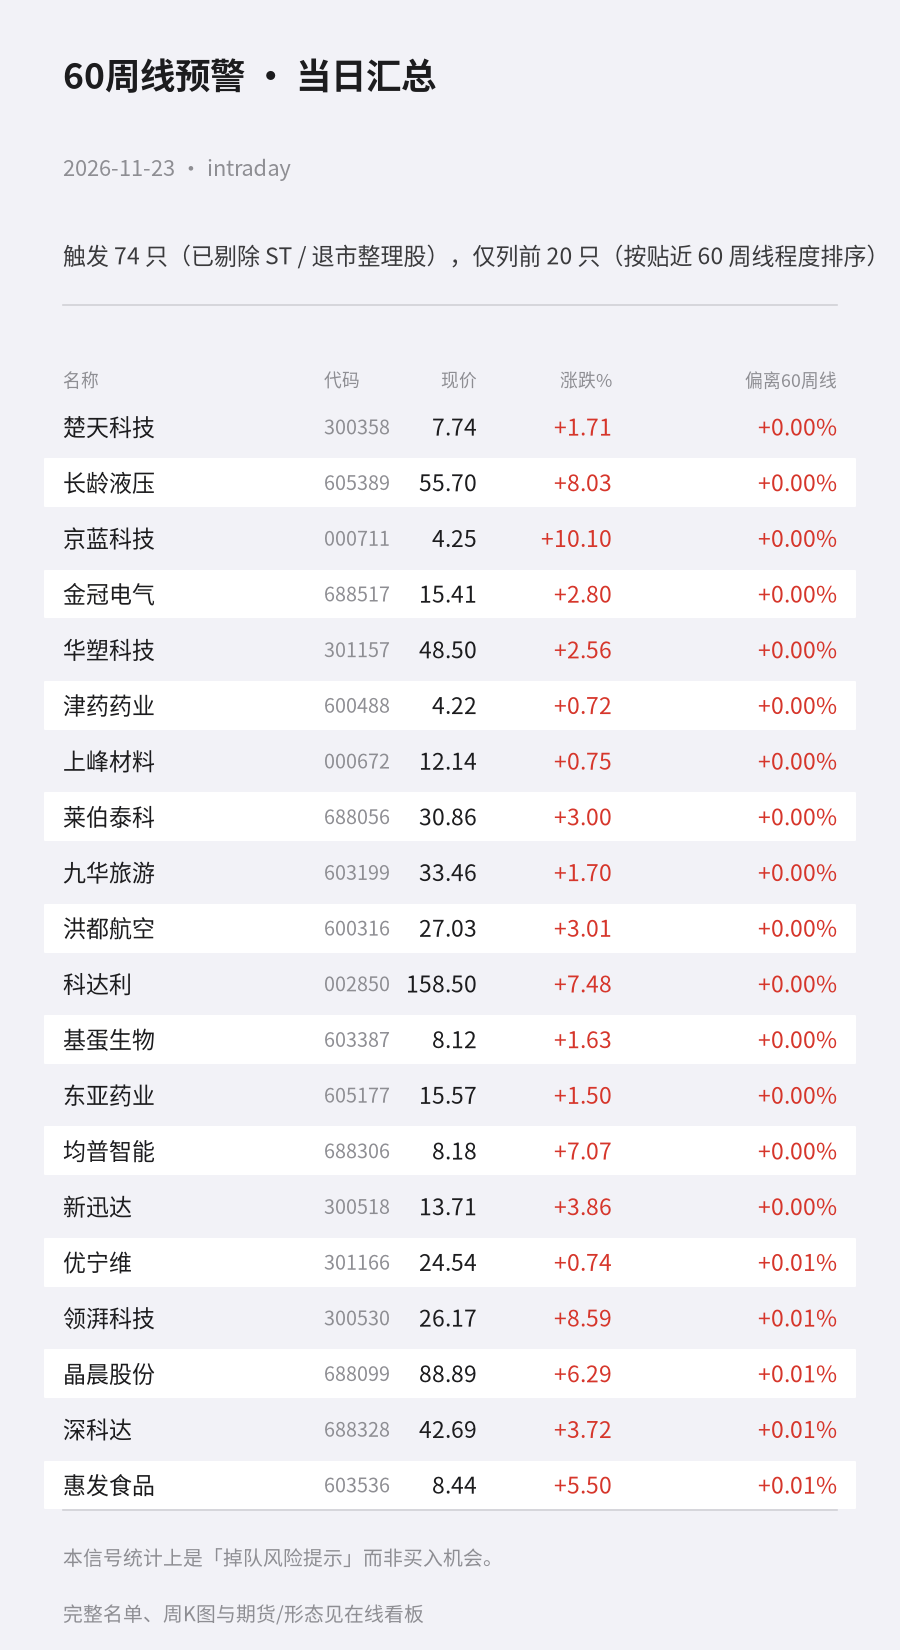 60周线预警 · 当日汇总
2026-11-23 · intraday
触发 74 只（已剔除 ST / 退市整理股），仅列前 20 只（按贴近 60 周线程度排序）
名称 代码 现价 涨跌% 偏离60周线
楚天科技 300358 7.74 +1.71 +0.00%
长龄液压 605389 55.70 +8.03 +0.00%
京蓝科技 000711 4.25 +10.10 +0.00%
金冠电气 688517 15.41 +2.80 +0.00%
华塑科技 301157 48.50 +2.56 +0.00%
津药药业 600488 4.22 +0.72 +0.00%
上峰材料 000672 12.14 +0.75 +0.00%
莱伯泰科 688056 30.86 +3.00 +0.00%
九华旅游 603199 33.46 +1.70 +0.00%
洪都航空 600316 27.03 +3.01 +0.00%
科达利 002850 158.50 +7.48 +0.00%
基蛋生物 603387 8.12 +1.63 +0.00%
东亚药业 605177 15.57 +1.50 +0.00%
均普智能 688306 8.18 +7.07 +0.00%
新迅达 300518 13.71 +3.86 +0.00%
优宁维 301166 24.54 +0.74 +0.01%
领湃科技 300530 26.17 +8.59 +0.01%
晶晨股份 688099 88.89 +6.29 +0.01%
深科达 688328 42.69 +3.72 +0.01%
惠发食品 603536 8.44 +5.50 +0.01%
本信号统计上是「掉队风险提示」而非买入机会。
完整名单、周K图与期货/形态见在线看板